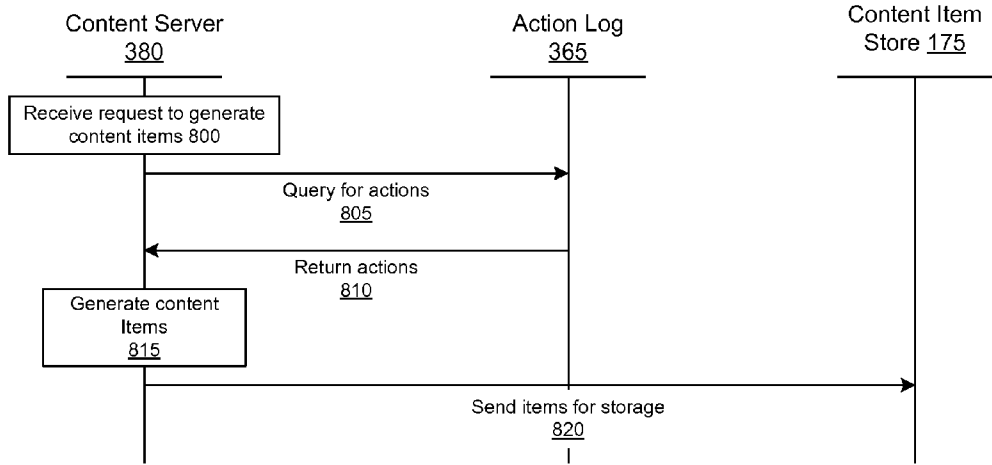 Content Server
380
Action Log
365
Content Item
Store 175
Receive request to generate
content items 800
Query for actions
805
Return actions
810
Generate content
Items
815
Send items for storage
820